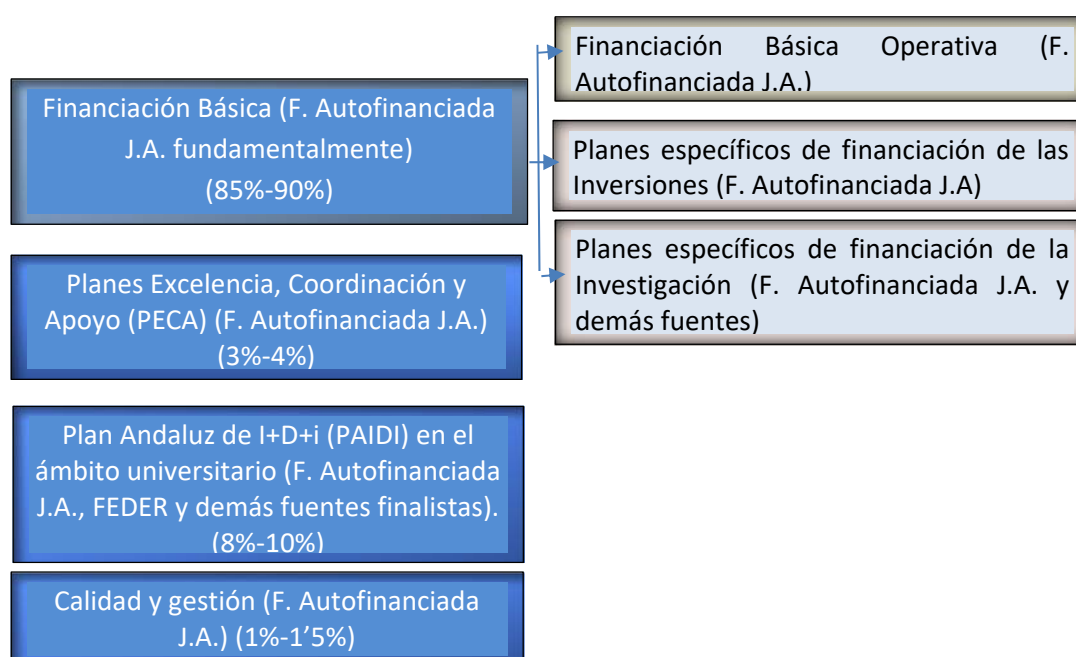 Financiación Básica (F. Autofinanciada
J.A. fundamentalmente)
(85%-90%)
Financiación Básica Operativa (F.
Autofinanciada J.A.)
Planes específicos de financiación de las
Inversiones (F. Autofinanciada J.A)
Planes específicos de financiación de la
Investigación (F. Autofinanciada J.A. y
demás fuentes)
Planes Excelencia, Coordinación y
Apoyo (PECA) (F. Autofinanciada J.A.)
(3%-4%)
Plan Andaluz de I+D+i (PAIDI) en el
ámbito universitario (F. Autofinanciada
J.A., FEDER y demás fuentes finalistas).
(8%-10%)
Calidad y gestión (F. Autofinanciada
J.A.) (1%-1’5%)